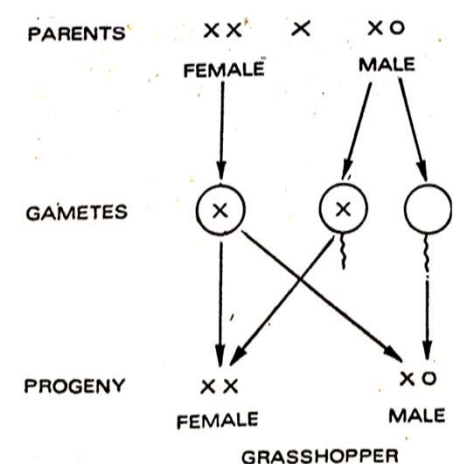 PARENTS XX X XO
FEMALE MALE
GAMETES X X
PROGENY XX XO
FEMALE MALE
GRASSHOPPER